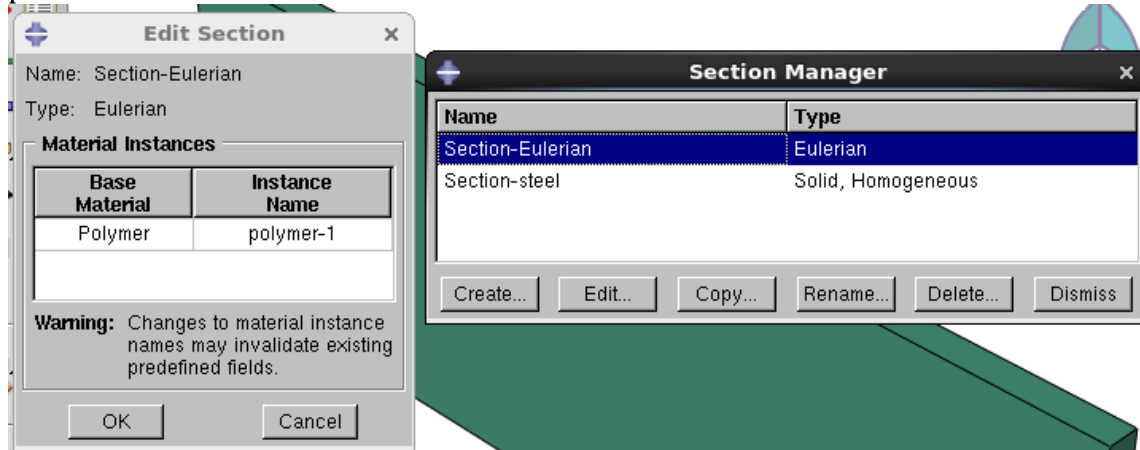 Edit Section
Name: Section-Eulerian
Type: Eulerian
Material Instances
Base Material
Instance Name
Polymer
polymer-1
Warning: Changes to material instance
names may invalidate existing
predefined fields.
OK
Cancel
Section Manager
Name
Type
Section-Eulerian
Eulerian
Section-steel
Solid, Homogeneous
Create...
Edit...
Copy...
Rename...
Delete...
Dismiss